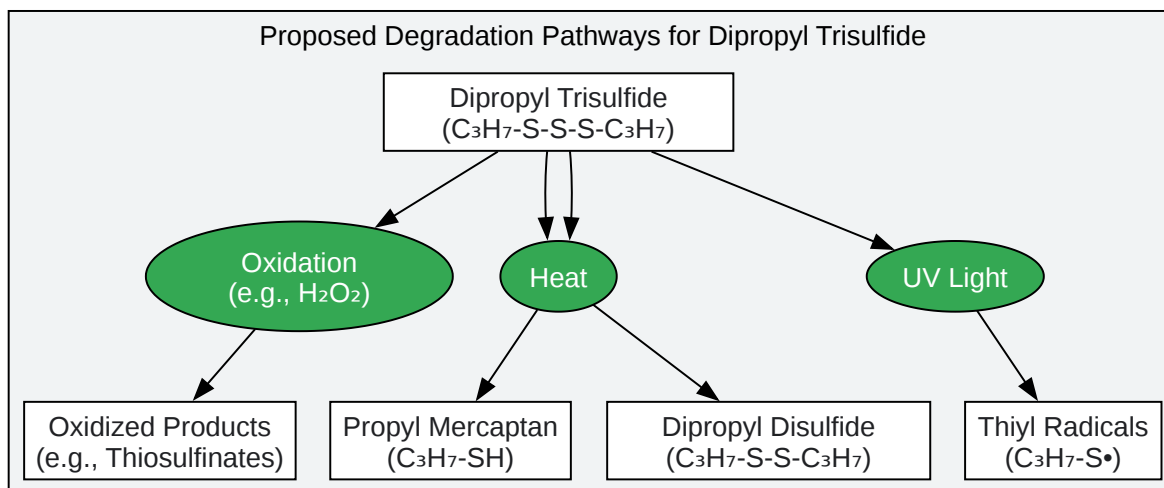 Proposed Degradation Pathways for Dipropyl Trisulfide
Dipropyl Trisulfide
(C₃H₇-S-S-S-C₃H₇)
Oxidation
(e.g., H₂O₂)
Heat
UV Light
Oxidized Products
(e.g., Thiosulfinates)
Propyl Mercaptan
(C₃H₇-SH)
Dipropyl Disulfide
(C₃H₇-S-S-C₃H₇)
Thiyl Radicals
(C₃H₇-S•)